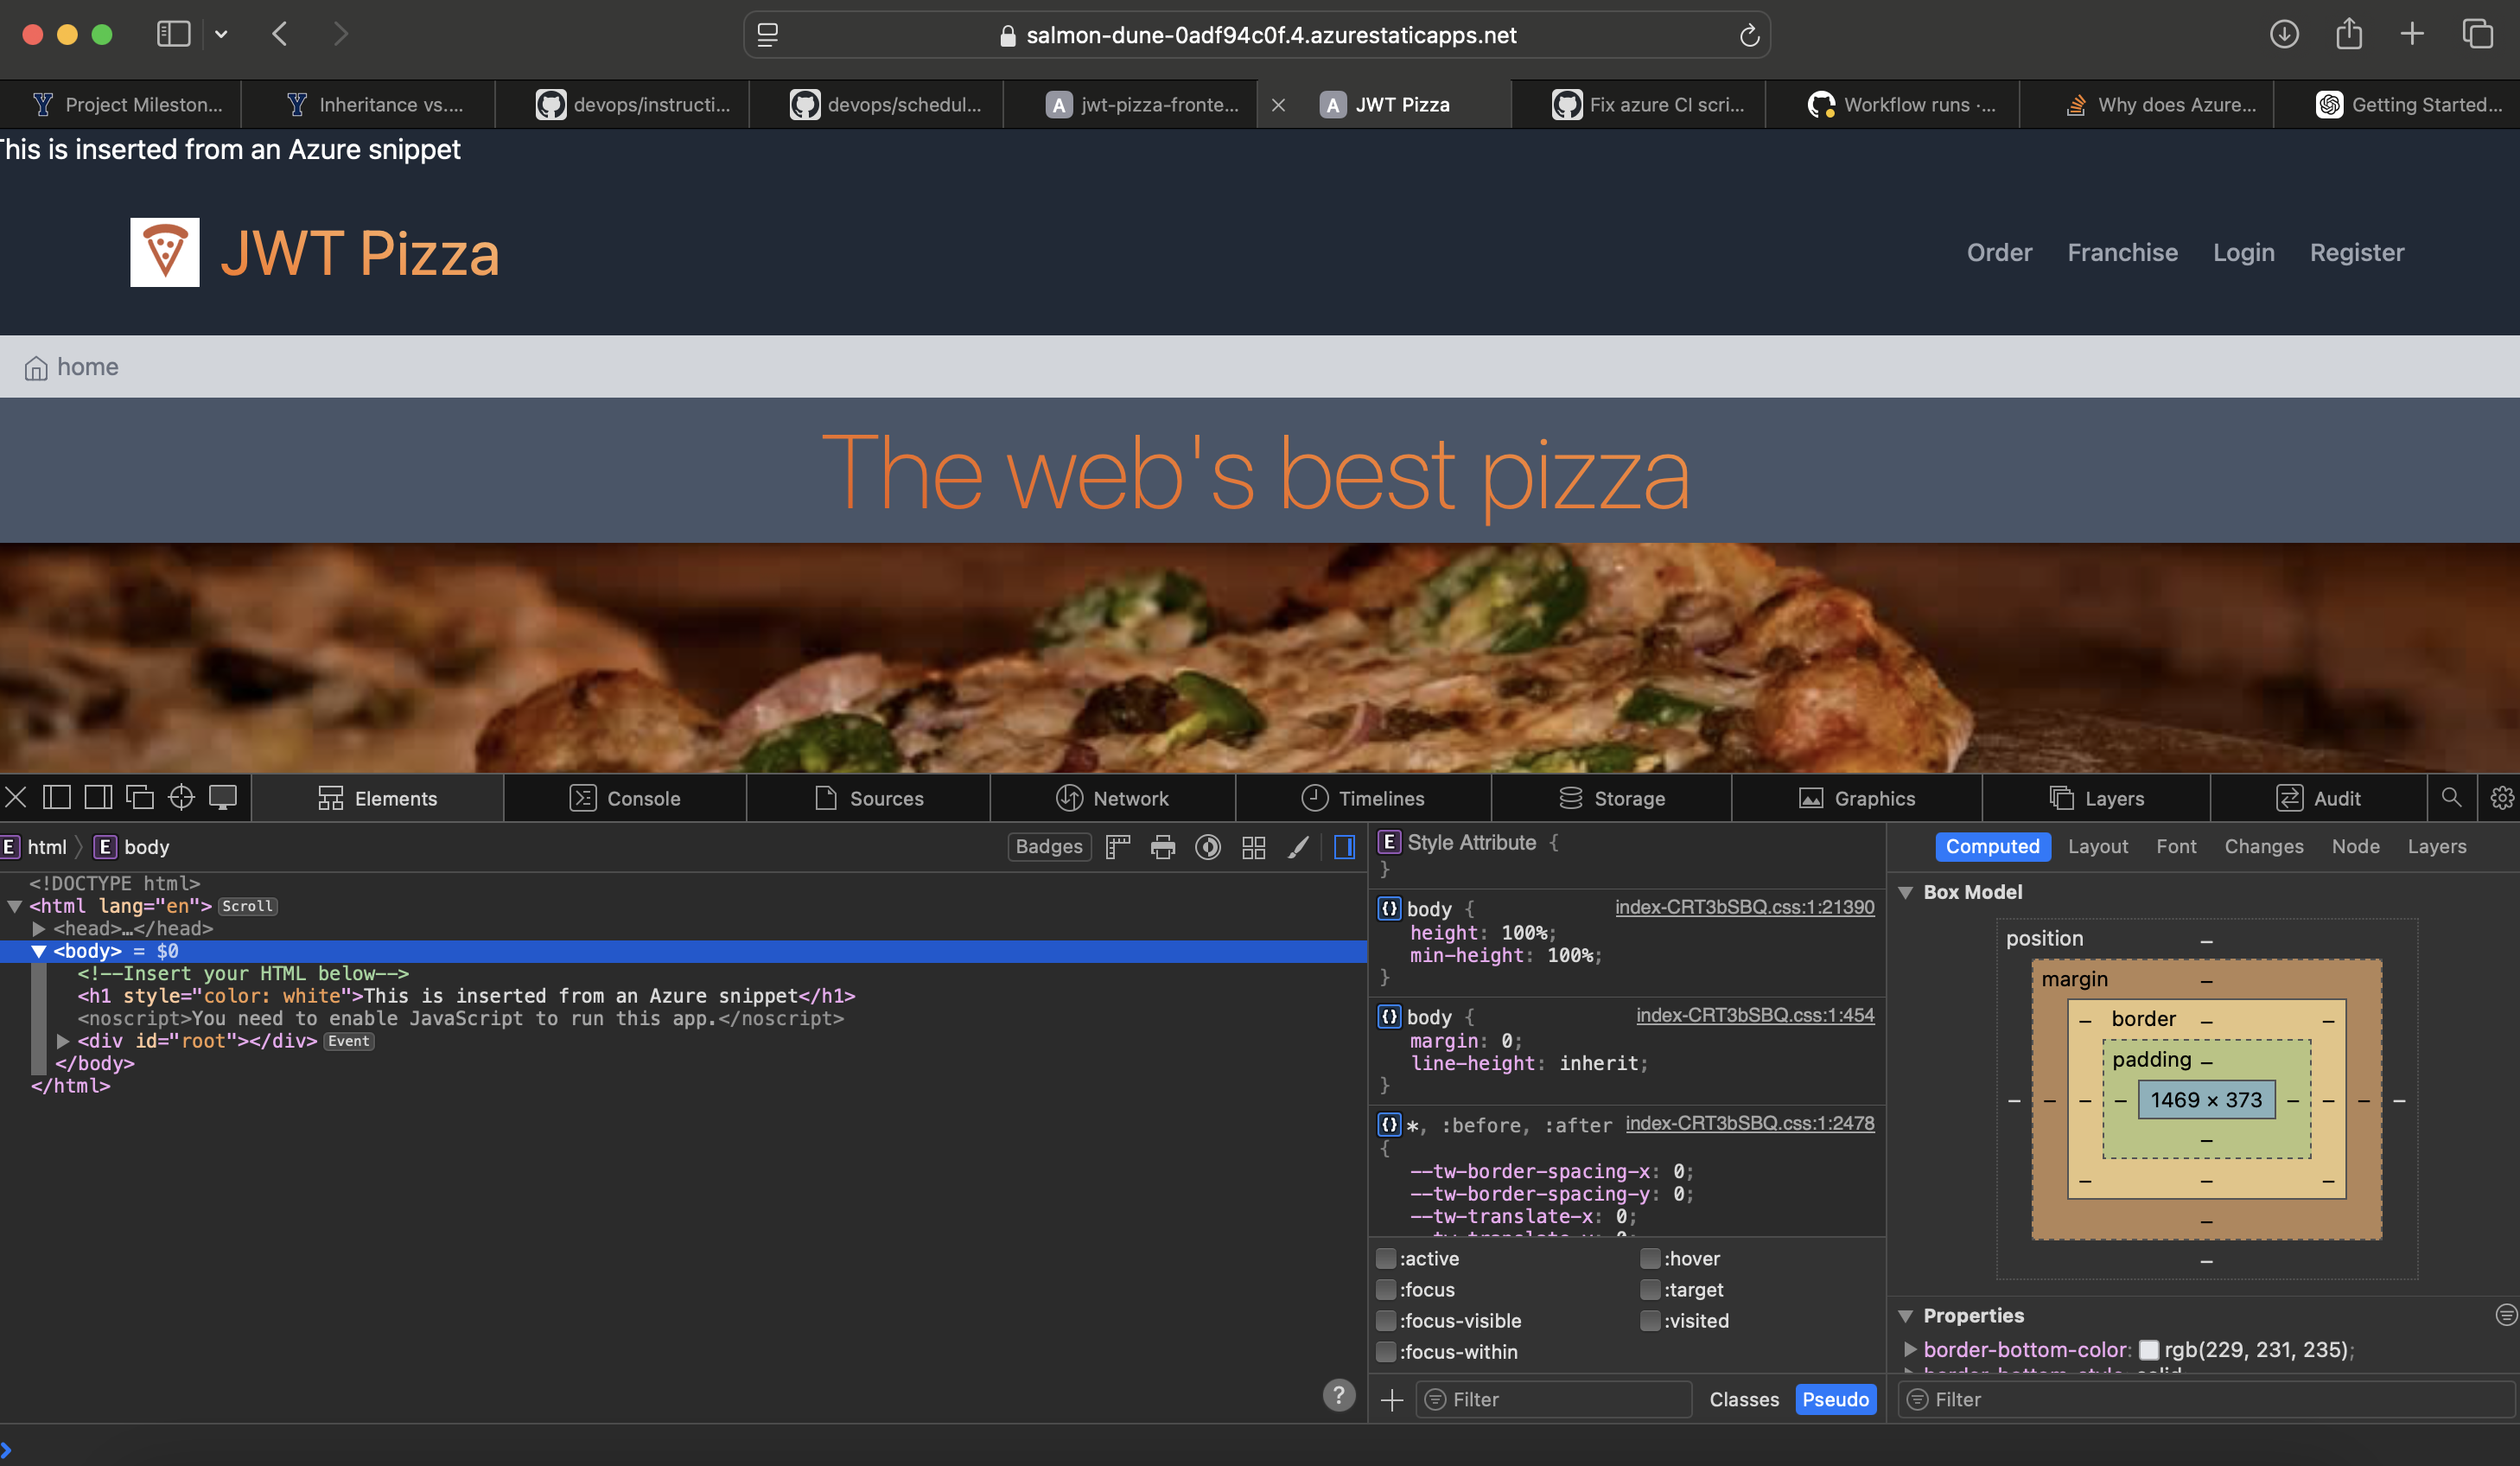 salmon-dune-0adf94c0f.4.azurestaticapps.net
Project Mileston...
Inheritance vs....
devops/instructi...
devops/schedul...
A jwt-pizza-fronte...
A JWT Pizza
Fix azure CI scri...
Workflow runs ·...
Why does Azure...
Getting Started...
This is inserted from an Azure snippet
JWT Pizza
Order Franchise Login Register
home
The web's best pizza
Elements Console Sources Network Timelines Storage Graphics Layers Audit
E html E body
Badges
<!DOCTYPE html>
<html lang="en"> Scroll
<head>…</head>
<body> = $0
<!--Insert your HTML below-->
<h1 style="color: white">This is inserted from an Azure snippet</h1>
<noscript>You need to enable JavaScript to run this app.</noscript>
<div id="root"></div> Event
</body>
</html>
E Style Attribute {
}
{} body { index-CRT3bSBQ.css:1:21390
height: 100%;
min-height: 100%;
}
{} body { index-CRT3bSBQ.css:1:454
margin: 0;
line-height: inherit;
}
{} *, :before, :after index-CRT3bSBQ.css:1:2478
{
--tw-border-spacing-x: 0;
--tw-border-spacing-y: 0;
--tw-translate-x: 0;
:active :hover
:focus :target
:focus-visible :visited
:focus-within
Filter Classes Pseudo
Computed Layout Font Changes Node Layers
Box Model
position –
margin –
– border – –
padding –
– – – – 1469 × 373 – – – –
–
– – –
–
–
Properties
border-bottom-color: rgb(229, 231, 235);
Filter
?